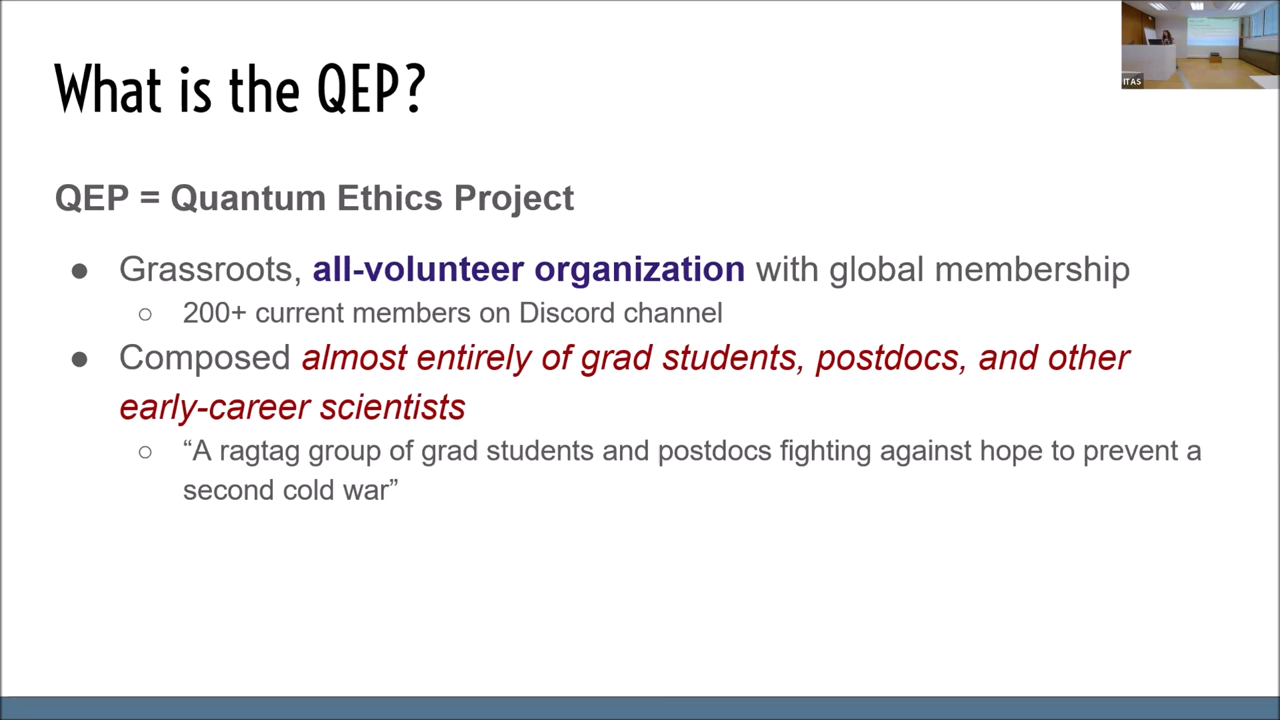 What is the QEP?
ITAS
QEP = Quantum Ethics Project
● Grassroots, all-volunteer organization with global membership
○ 200+ current members on Discord channel
● Composed almost entirely of grad students, postdocs, and other
early-career scientists
○ “A ragtag group of grad students and postdocs fighting against hope to prevent a
second cold war”